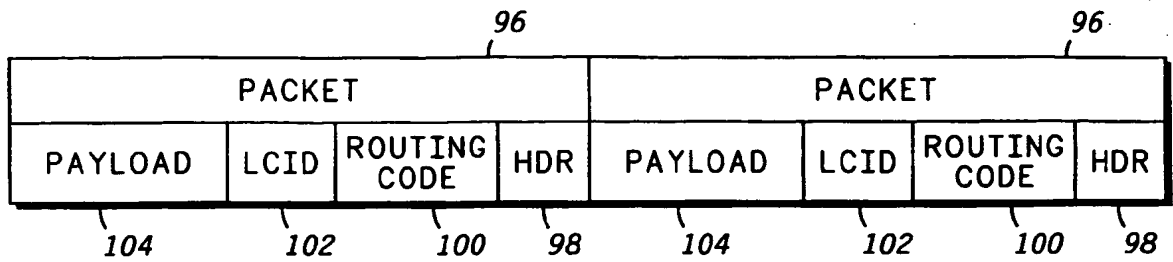 96 96
PACKET PACKET
PAYLOAD LCID ROUTING CODE HDR PAYLOAD LCID ROUTING CODE HDR
104 102 100 98 104 102 100 98